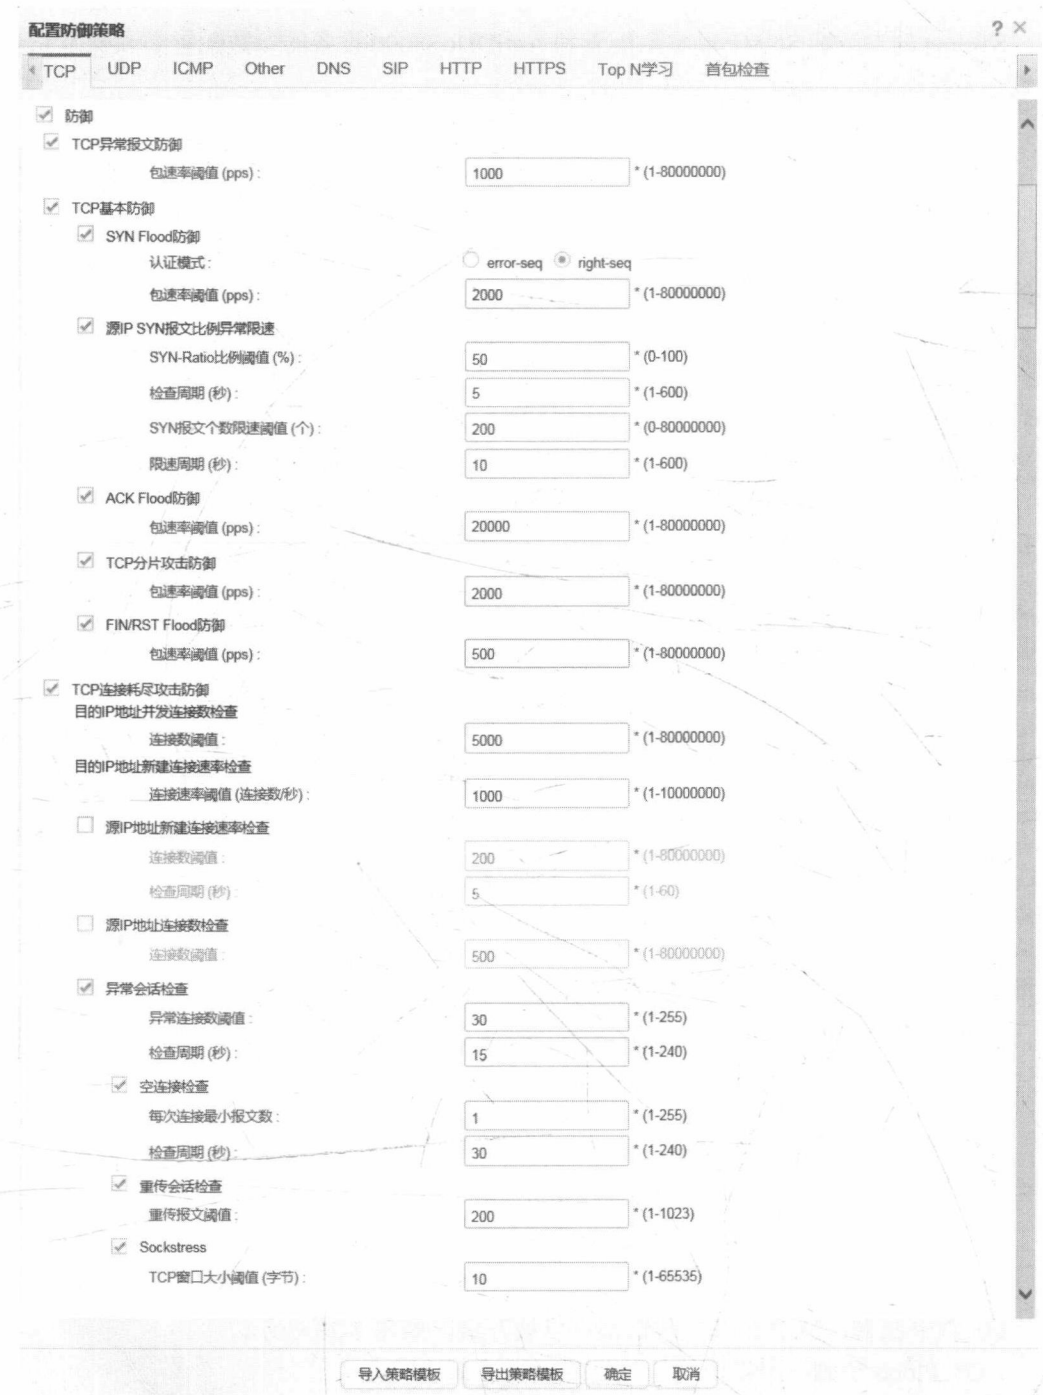 配置防御策略 ? ×
TCP UDP ICMP Other DNS SIP HTTP HTTPS Top N学习 首包检查
防御
TCP异常报文防御
包速率阈值 (pps) : 1000 * (1-80000000)
TCP基本防御
SYN Flood防御
认证模式 : error-seq right-seq
包速率阈值 (pps) : 2000 * (1-80000000)
源IP SYN报文比例异常限速
SYN-Ratio比例阈值 (%) : 50 * (0-100)
检查周期 (秒) : 5 * (1-600)
SYN报文个数限速阈值 (个) : 200 * (0-80000000)
限速周期 (秒) : 10 * (1-600)
ACK Flood防御
包速率阈值 (pps) : 20000 * (1-80000000)
TCP分片攻击防御
包速率阈值 (pps) : 2000 * (1-80000000)
FIN/RST Flood防御
包速率阈值 (pps) : 500 * (1-80000000)
TCP连接耗尽攻击防御
目的IP地址并发连接数检查
连接数阈值 : 5000 * (1-80000000)
目的IP地址新建连接速率检查
连接速率阈值 (连接数/秒) : 1000 * (1-10000000)
源IP地址新建连接速率检查
连接数阈值 : 200 * (1-80000000)
检查周期 (秒) : 5 * (1-60)
源IP地址连接数检查
连接数阈值 : 500 * (1-80000000)
异常会话检查
异常连接数阈值 : 30 * (1-255)
检查周期 (秒) : 15 * (1-240)
空连接检查
每次连接最小报文数 : 1 * (1-255)
检查周期 (秒) : 30 * (1-240)
重传会话检查
重传报文阈值 : 200 * (1-1023)
Sockstress
TCP窗口大小阈值 (字节) : 10 * (1-65535)
导入策略模板 导出策略模板 确定 取消